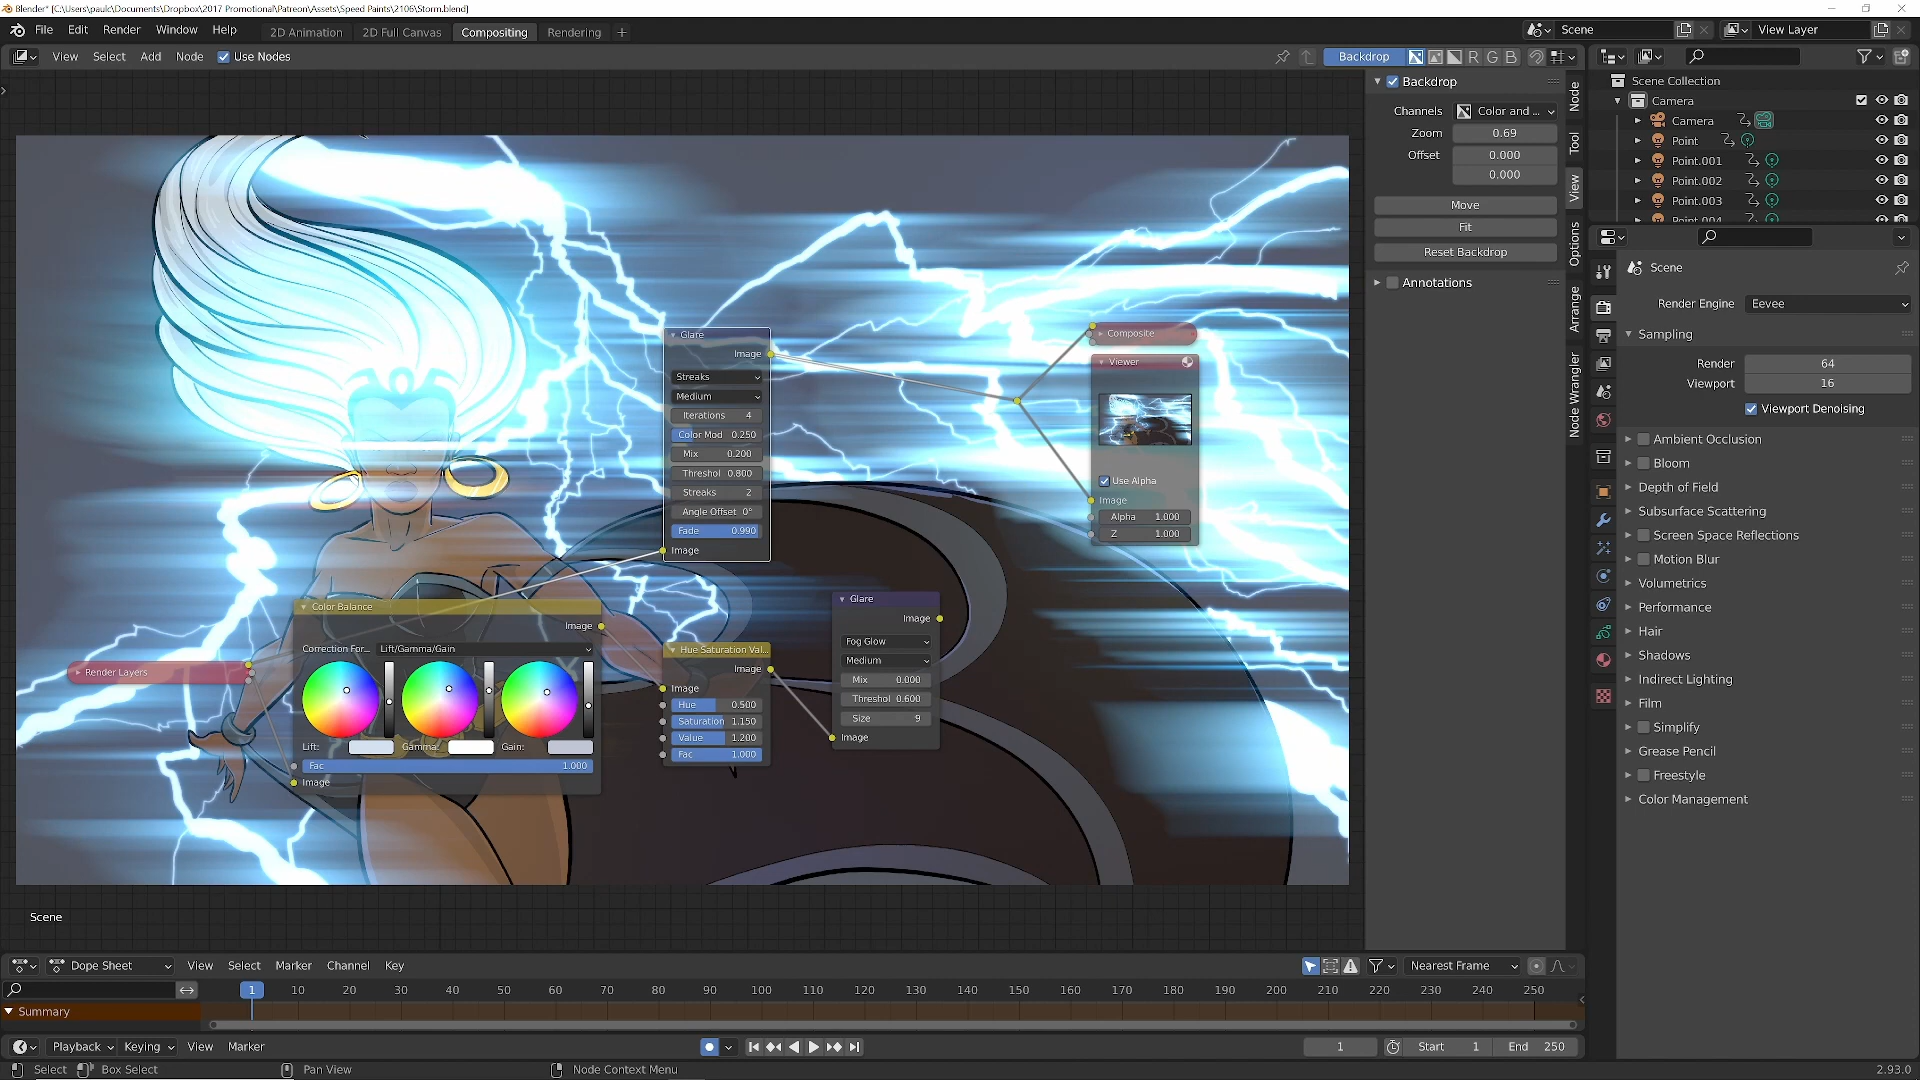 Blender* [C:\Users\paulc\Documents\Dropbox\2017 Promotional\Patreon\Assets\Speed Paints\2106\Storm.blend]
File Edit Render Window Help 2D Animation 2D Full Canvas Compositing Rendering + Scene View Layer
View Select Add Node Use Nodes Backdrop R G B
Backdrop
Channels Color and ...
Zoom 0.69
Offset 0.000
0.000
Move
Fit
Reset Backdrop
Annotations
Node
Tool
View
Options
Arrange
Node Wrangler
Glare
Image
Streaks
Medium
Iterations 4
Color Mod 0.250
Mix 0.200
Threshol 0.800
Streaks 2
Angle Offset 0°
Fade 0.990
Image
Composite
Viewer
Use Alpha
Image
Alpha 1.000
Z 1.000
Render Layers
Color Balance
Image
Correction For... Lift/Gamma/Gain
Lift: Gamma: Gain:
Fac 1.000
Image
Hue Saturation Val...
Image
Image
Hue 0.500
Saturation 1.150
Value 1.200
Fac 1.000
Glare
Image
Fog Glow
Medium
Mix 0.000
Threshol 0.600
Size 9
Image
Scene
Scene Collection
Camera
Camera
Point
Point.001
Point.002
Point.003
Point.004
Scene
Render Engine Eevee
Sampling
Render 64
Viewport 16
Viewport Denoising
Ambient Occlusion
Bloom
Depth of Field
Subsurface Scattering
Screen Space Reflections
Motion Blur
Volumetrics
Performance
Hair
Shadows
Indirect Lighting
Film
Simplify
Grease Pencil
Freestyle
Color Management
Dope Sheet View Select Marker Channel Key Nearest Frame
1 10 20 30 40 50 60 70 80 90 100 110 120 130 140 150 160 170 180 190 200 210 220 230 240 250
Summary
Playback Keying View Marker 1 Start 1 End 250
Select Box Select Pan View Node Context Menu 2.93.0